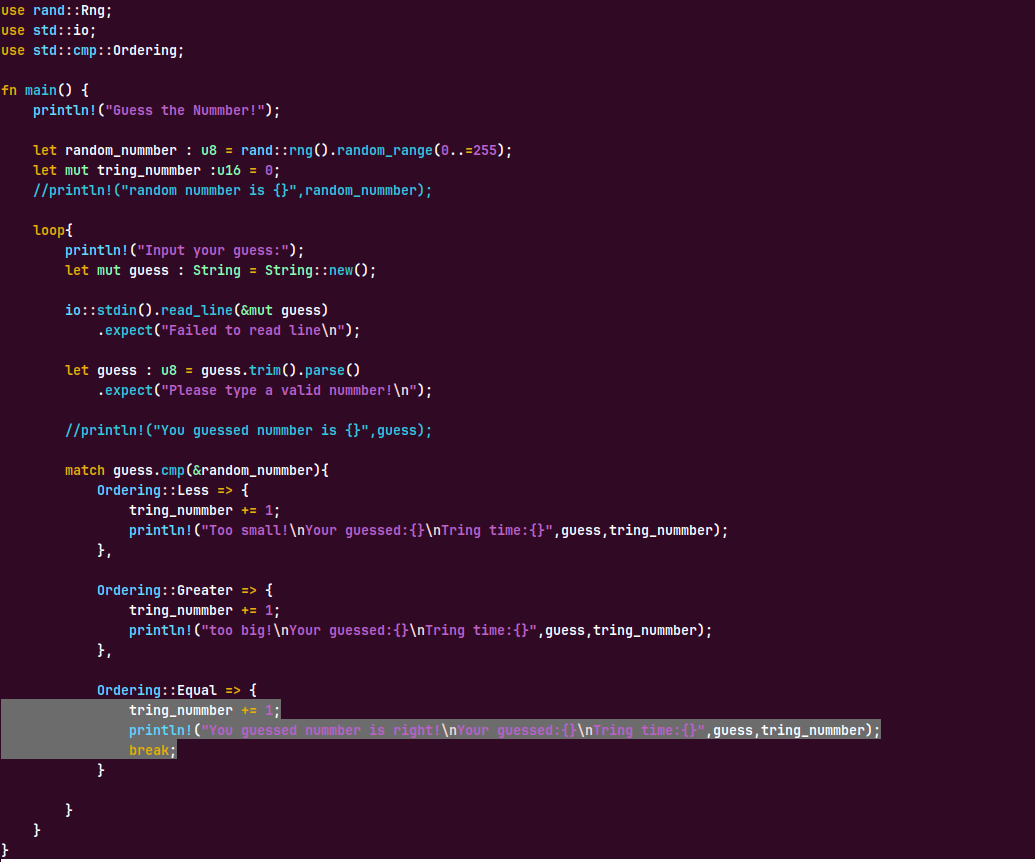 use rand::Rng;
use std::io;
use std::cmp::Ordering;

fn main() {
    println!("Guess the Nummber!");

    let random_nummber : u8 = rand::rng().random_range(0..=255);
    let mut tring_nummber :u16 = 0;
    //println!("random nummber is {}",random_nummber);

    loop{
        println!("Input your guess:");
        let mut guess : String = String::new();

        io::stdin().read_line(&mut guess)
            .expect("Failed to read line\n");

        let guess : u8 = guess.trim().parse()
            .expect("Please type a valid nummber!\n");

        //println!("You guessed nummber is {}",guess);

        match guess.cmp(&random_nummber){
            Ordering::Less => {
                tring_nummber += 1;
                println!("Too small!\nYour guessed:{}\nTring time:{}",guess,tring_nummber);
            },

            Ordering::Greater => {
                tring_nummber += 1;
                println!("too big!\nYour guessed:{}\nTring time:{}",guess,tring_nummber);
            },

            Ordering::Equal => {
                tring_nummber += 1;
                println!("You guessed nummber is right!\nYour guessed:{}\nTring time:{}",guess,tring_nummber);
                break;
            }

        }
    }
}